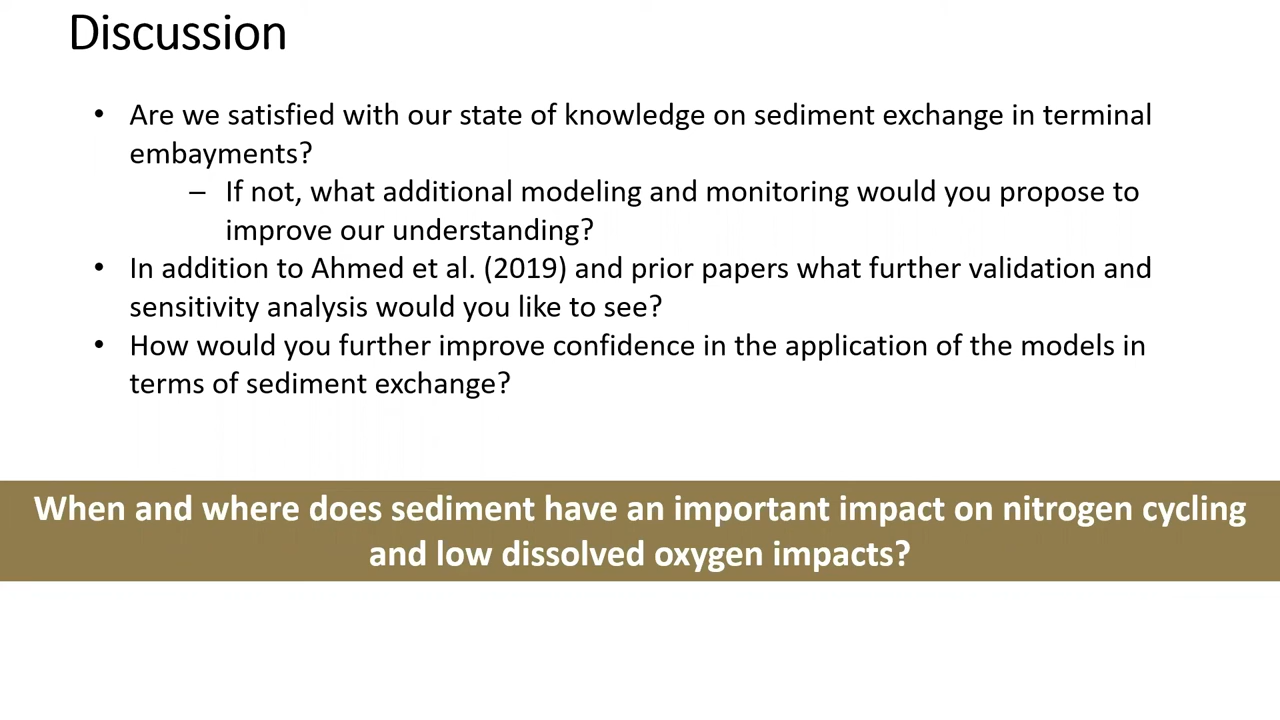 Discussion
• Are we satisfied with our state of knowledge on sediment exchange in terminal
embayments?
– If not, what additional modeling and monitoring would you propose to
improve our understanding?
• In addition to Ahmed et al. (2019) and prior papers what further validation and
sensitivity analysis would you like to see?
• How would you further improve confidence in the application of the models in
terms of sediment exchange?
When and where does sediment have an important impact on nitrogen cycling
and low dissolved oxygen impacts?